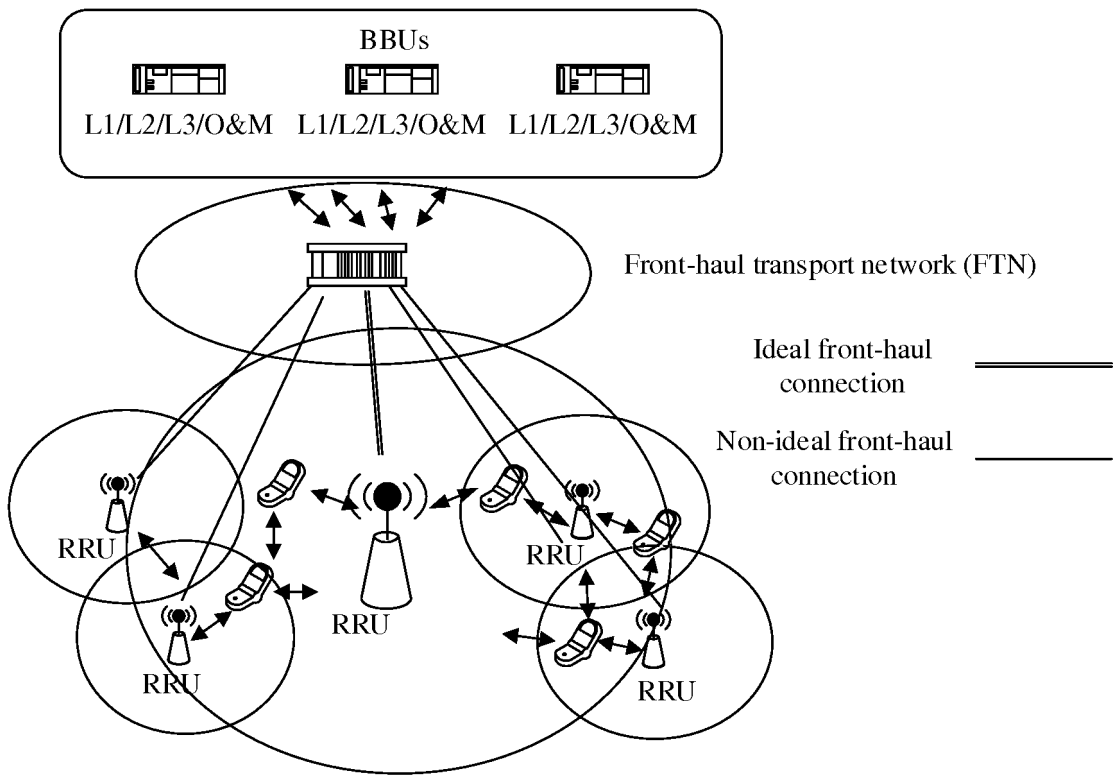 BBUs
L1/L2/L3/O&M L1/L2/L3/O&M L1/L2/L3/O&M
Front-haul transport network (FTN)
Ideal front-haul
connection
Non-ideal front-haul
connection
RRU
RRU
RRU
RRU
RRU